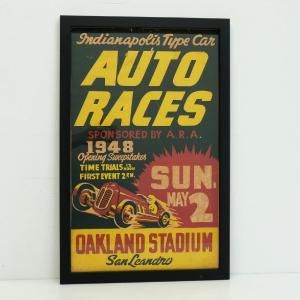 Indianapolis Type Car
AUTO
RACES
SPONSORED BY A.R.A.
1948
Opening Sweepstakes
TIME TRIALS
FIRST EVENT 2 P.M.
SUN.
MAY
2
OAKLAND STADIUM
San Leandro